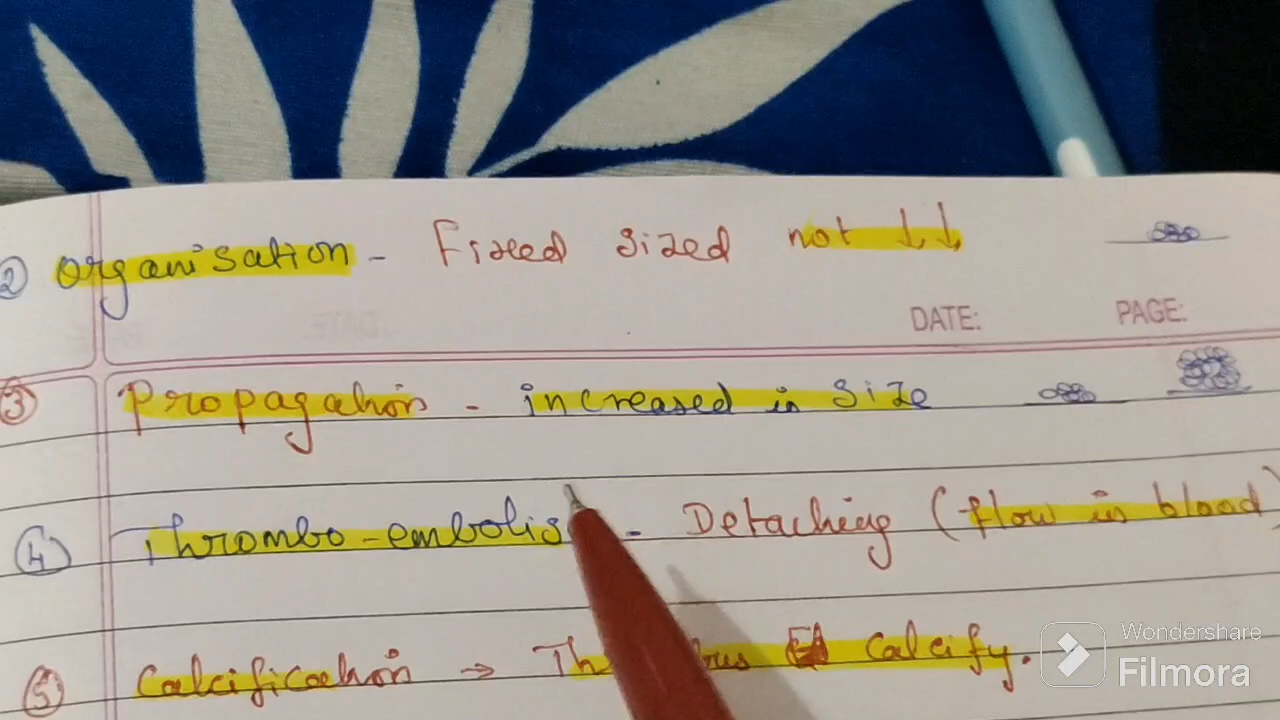 ② Organisation - Fixed sized not ↓↓
DATE: PAGE:
③ Propagation - increased in size
④ Thrombo-embolis - Detaching (flow in blood)
⑤ Calcification → calcify.
Wondershare
Filmora